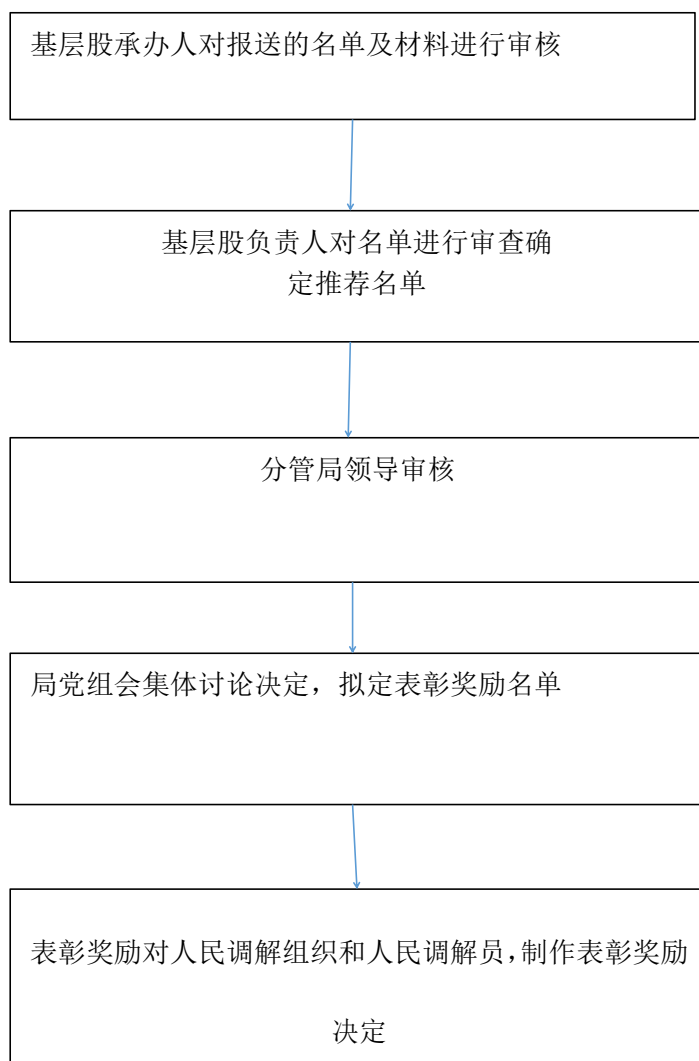 基层股承办人对报送的名单及材料进行审核
基层股负责人对名单进行审查确
定推荐名单
分管局领导审核
局党组会集体讨论决定，拟定表彰奖励名单
表彰奖励对人民调解组织和人民调解员，制作表彰奖励
决定